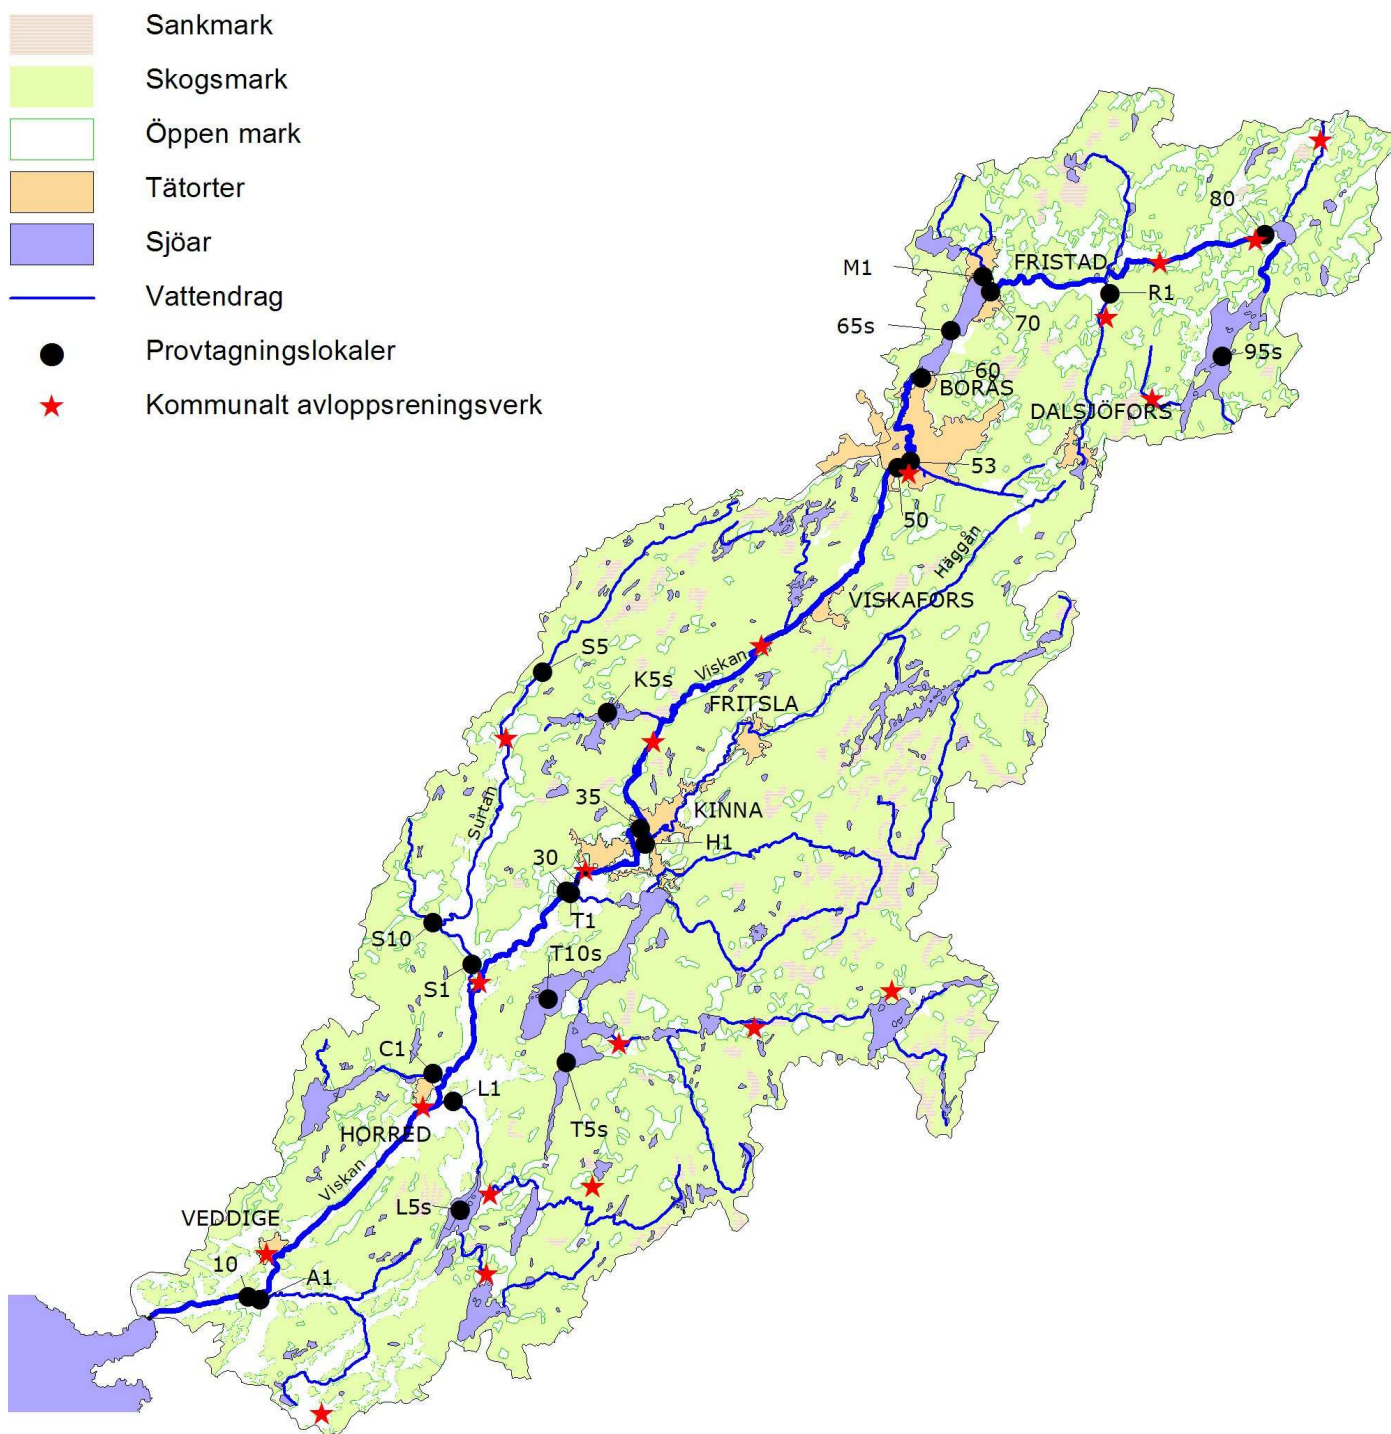 Sankmark
Skogsmark
Öppen mark
Tätorter
Sjöar
Vattendrag
Provtagningslokaler
Kommunalt avloppsreningsverk
80
FRISTAD
M1
R1
70
65s
95s
60
BORÅS
DALSJÖFORS
53
50
Häggån
VISKAFORS
Viskan
S5
K5s
FRITSLA
Surtan
35
KINNA
H1
30
T1
S10
T10s
S1
C1
L1
HORRED
T5s
Viskan
L5s
VEDDIGE
10
A1